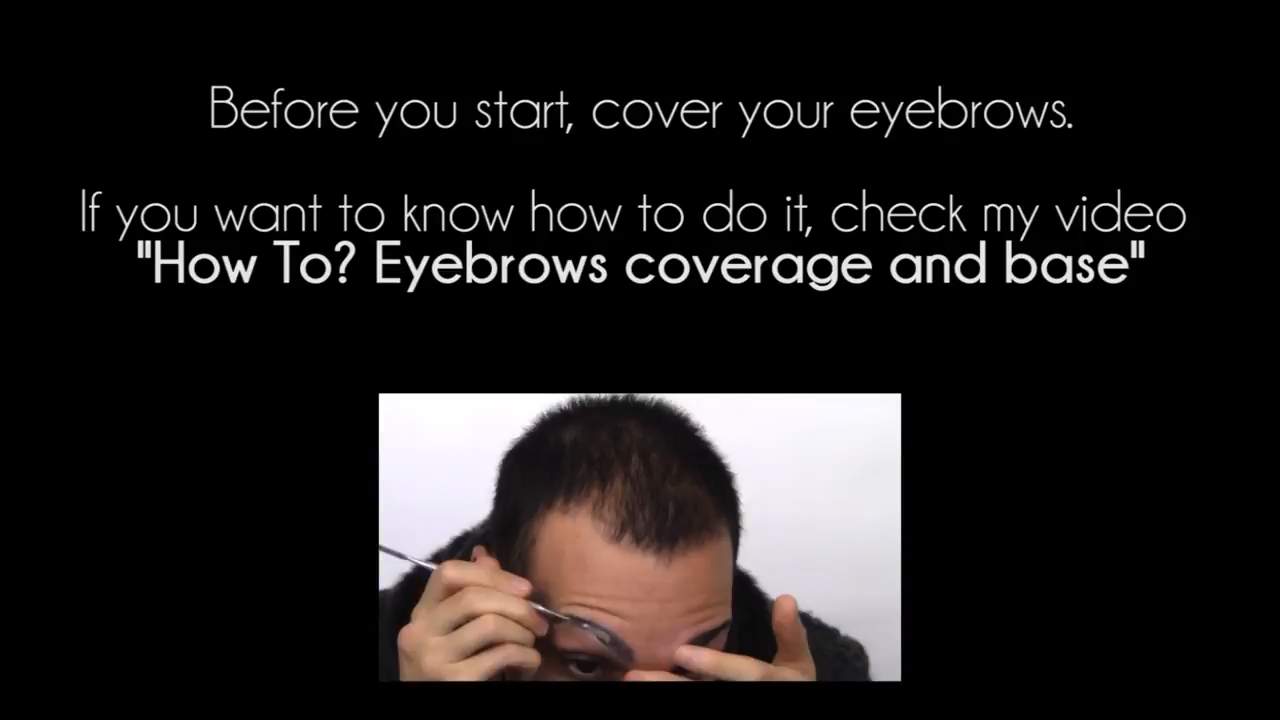 Before you start, cover your eyebrows.
If you want to know how to do it, check my video
"How To? Eyebrows coverage and base"